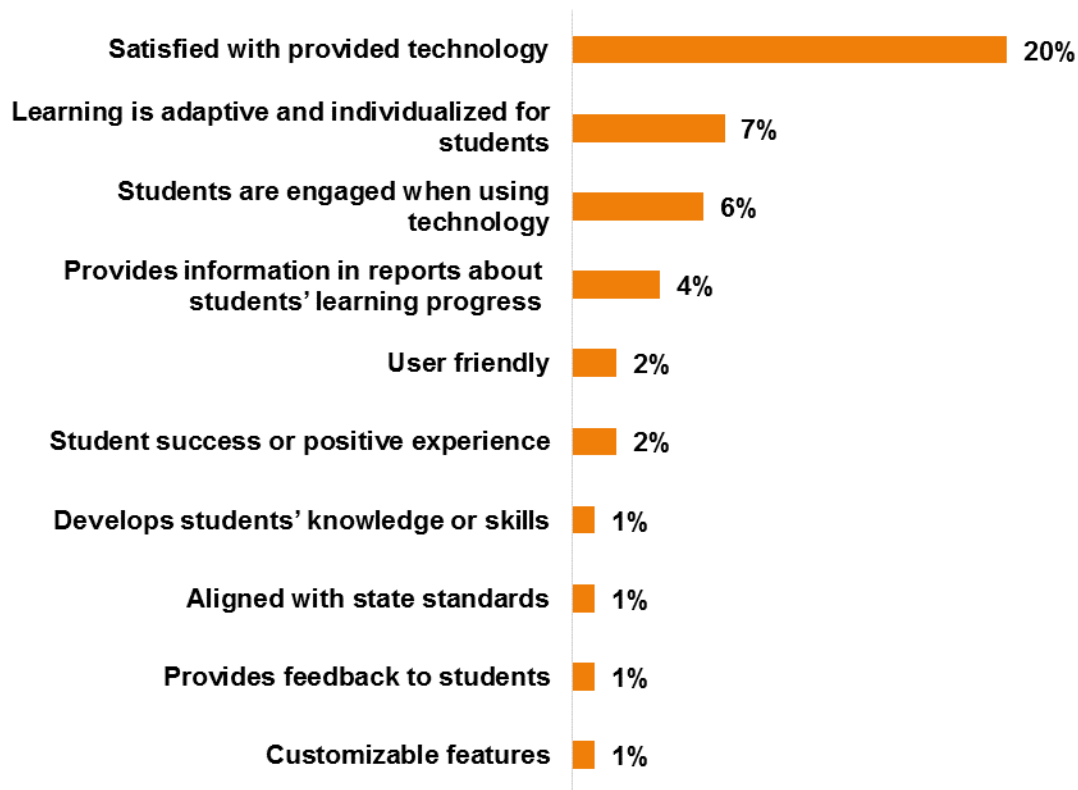 Satisfied with provided technology 20%
Learning is adaptive and individualized for
students
7%
Students are engaged when using
technology
6%
Provides information in reports about
students’ learning progress
4%
User friendly 2%
Student success or positive experience 2%
Develops students’ knowledge or skills 1%
Aligned with state standards 1%
Provides feedback to students 1%
Customizable features 1%